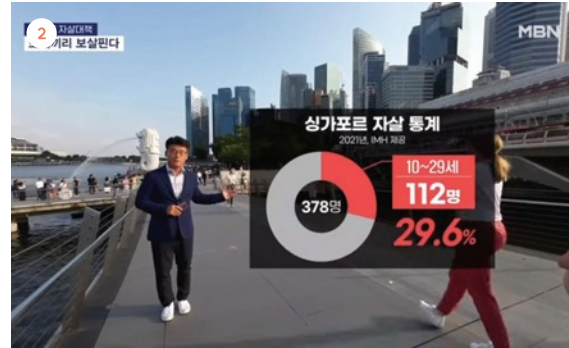 자살대책
2
끼리 보살핀다
MBN
싱가포르 자살 통계
2021년, IMH 제공
10~29세
112명
378명
29.6%